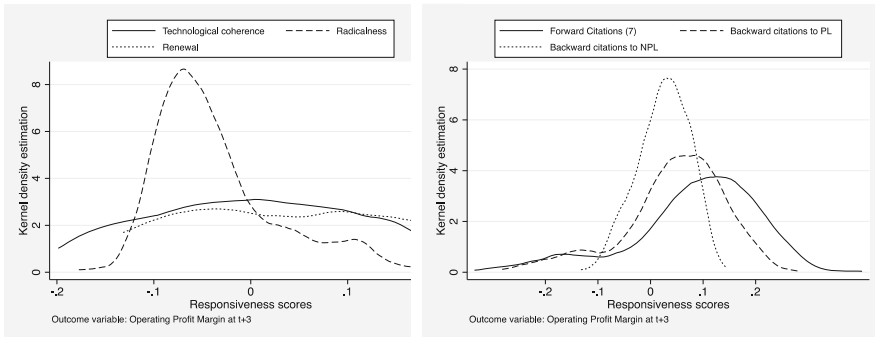 Technological coherence
Radicalness
Renewal
Kernel density estimation
8
6
4
2
0
-.2
-.1
0
.1
Responsiveness scores
Outcome variable: Operating Profit Margin at t+3
Forward Citations (7)
Backward citations to PL
Backward citations to NPL
Kernel density estimation
8
6
4
2
0
-.2
-.1
0
.1
.2
Responsiveness scores
Outcome variable: Operating Profit Margin at t+3